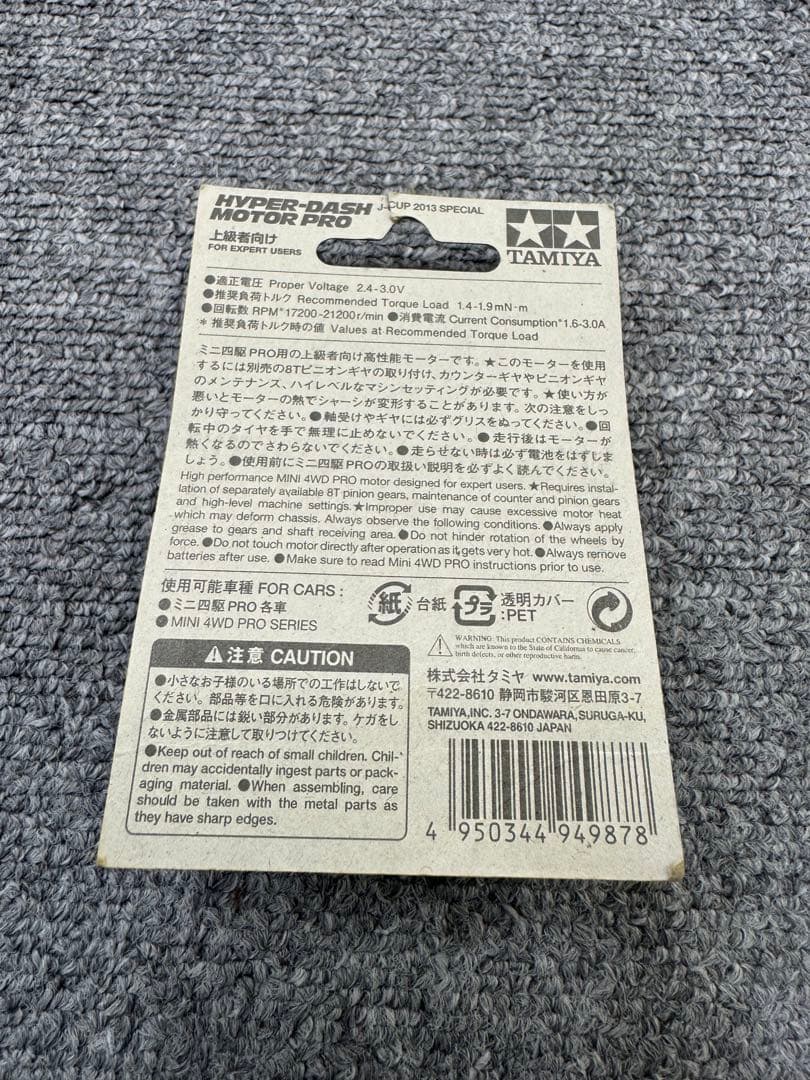 HYPER-DASH MOTOR PRO J-CUP 2013 SPECIAL
上級者向け
FOR EXPERT USERS
TAMIYA
●適正電圧 Proper Voltage 2.4-3.0V
●推奨負荷トルク Recommended Torque Load 1.4-1.9mN·m
●回転数 RPM*17200-21200r/min ●消費電流 Current Consumption*1.6-3.0A
* 推奨負荷トルク時の値 Values at Recommended Torque Load
ミニ四駆PRO用の上級者向け高性能モーターです。★このモーターを使用
するには別売の8Tピニオンギヤの取り付け、カウンターギヤやピニオンギヤ
のメンテナンス、ハイレベルなマシンセッティングが必要です。★使い方が
悪いとモーターの熱でシャーシが変形することがあります。次の注意をしっ
かり守ってください。●軸受けやギヤには必ずグリスをぬってください。●回
転中のタイヤを手で無理に止めないでください。●走行後はモーターが
熱くなるのでさわらないでください。●走らせない時は必ず電池をはずしま
しょう。●使用前にミニ四駆PROの取扱い説明を必ずよく読んでください。
High performance MINI 4WD PRO motor designed for expert users. ★Requires instal-
lation of separately available 8T pinion gears, maintenance of counter and pinion gears
and high-level machine settings. ★Improper use may cause excessive motor heat
which may deform chassis. Always observe the following conditions. ●Always apply
grease to gears and shaft receiving area. ●Do not hinder rotation of the wheels by
force. ●Do not touch motor directly after operation as it gets very hot. ●Always remove
batteries after use. ●Make sure to read Mini 4WD PRO instructions prior to use.
使用可能車種 FOR CARS :
●ミニ四駆PRO各車
●MINI 4WD PRO SERIES
紙 台紙 プラ 透明カバー
:PET
WARNING: This product CONTAINS CHEMICALS
which are known to the State of California to cause cancer,
birth defects, or other reproductive harm.
注意 CAUTION
●小さなお子様のいる場所での工作はしないで
ください。部品等を口に入れる危険があります。
●金属部品には鋭い部分があります。ケガをし
ないように注意して取りつけてください。
●Keep out of reach of small children. Chil-
dren may accidentally ingest parts or pack-
aging material. ●When assembling, care
should be taken with the metal parts as
they have sharp edges.
株式会社タミヤ www.tamiya.com
〒422-8610 静岡市駿河区恩田原3-7
TAMIYA,INC. 3-7 ONDAWARA,SURUGA-KU,
SHIZUOKA 422-8610 JAPAN
4 950344 949878